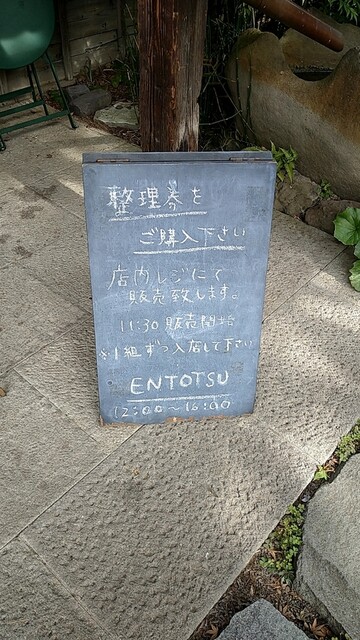 整理券を
ご購入下さい
店内レジにて
販売致します。
11:30 販売開始
※1組ずつ入店して下さい
ENTOTSU
12:00～16:00